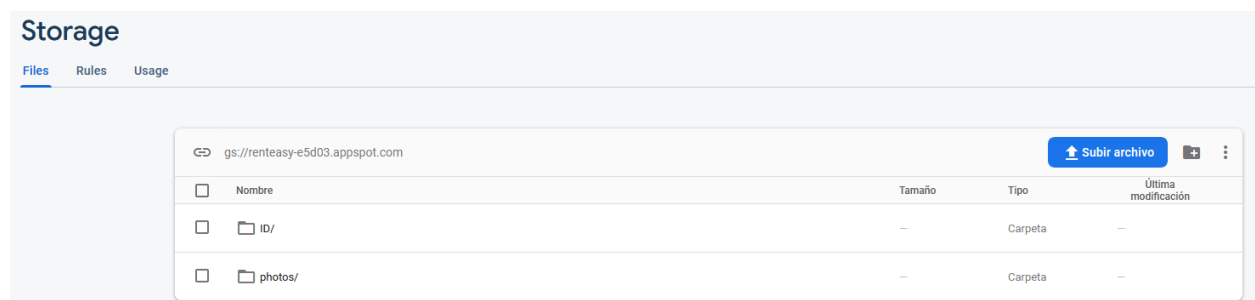 Storage
Files Rules Usage
gs://renteasy-e5d03.appspot.com Subir archivo
Nombre Tamaño Tipo Última modificación
ID/ — Carpeta —
photos/ — Carpeta —